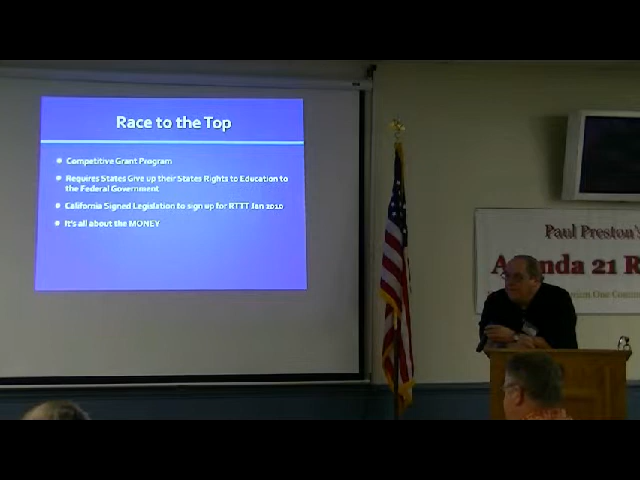 Race to the Top
Competitive Grant Program
Requires States Give up their States Rights to Education to
the Federal Government
California Signed Legislation to sign up for RTTT Jan 2010
It's all about the MONEY
Paul Preston's
Agenda 21 R